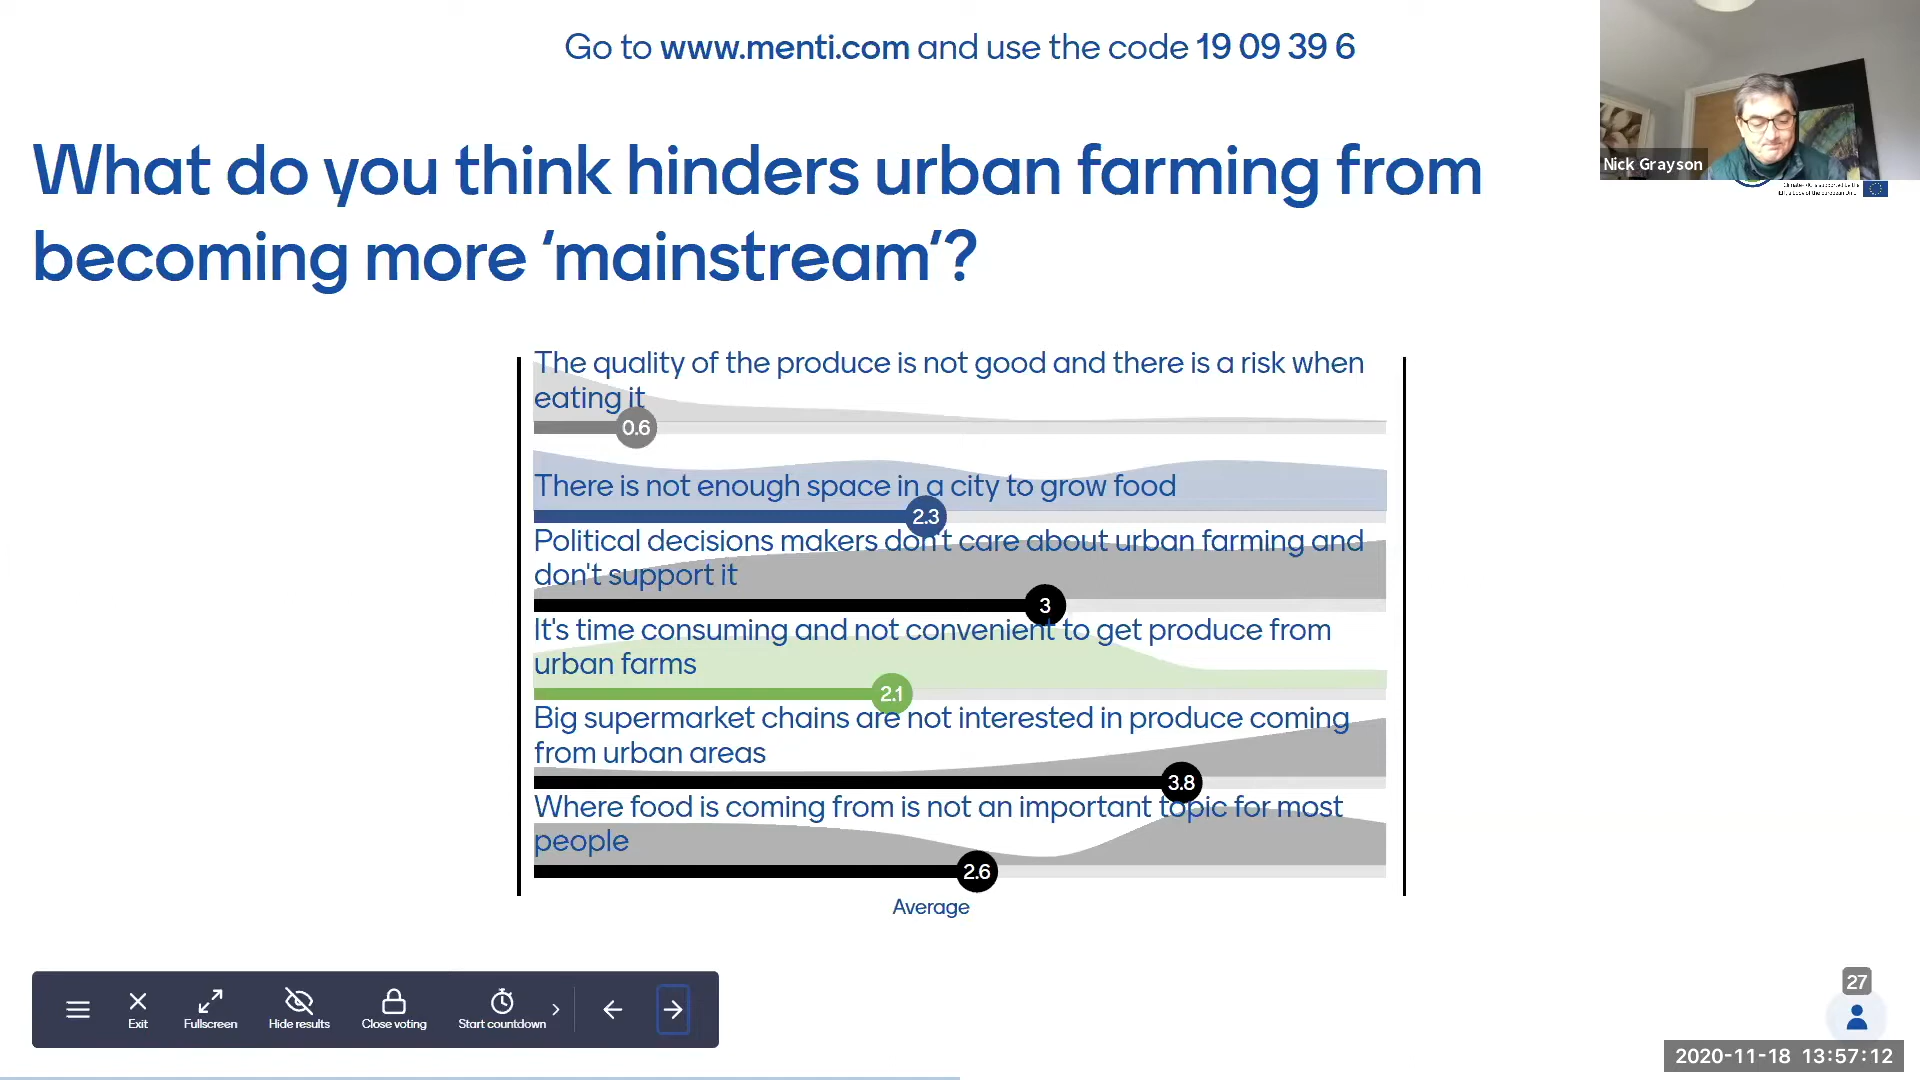 Go to www.menti.com and use the code 19 09 39 6
What do you think hinders urban farming from
becoming more ‘mainstream’?
Nick Grayson
The quality of the produce is not good and there is a risk when
eating it
0.6
There is not enough space in a city to grow food
2.3
Political decisions makers don't care about urban farming and
don't support it
3
It's time consuming and not convenient to get produce from
urban farms
2.1
Big supermarket chains are not interested in produce coming
from urban areas
3.8
Where food is coming from is not an important topic for most
people
2.6
Average
Exit
Fullscreen
Hide results
Close voting
Start countdown
27
2020-11-18 13:57:12